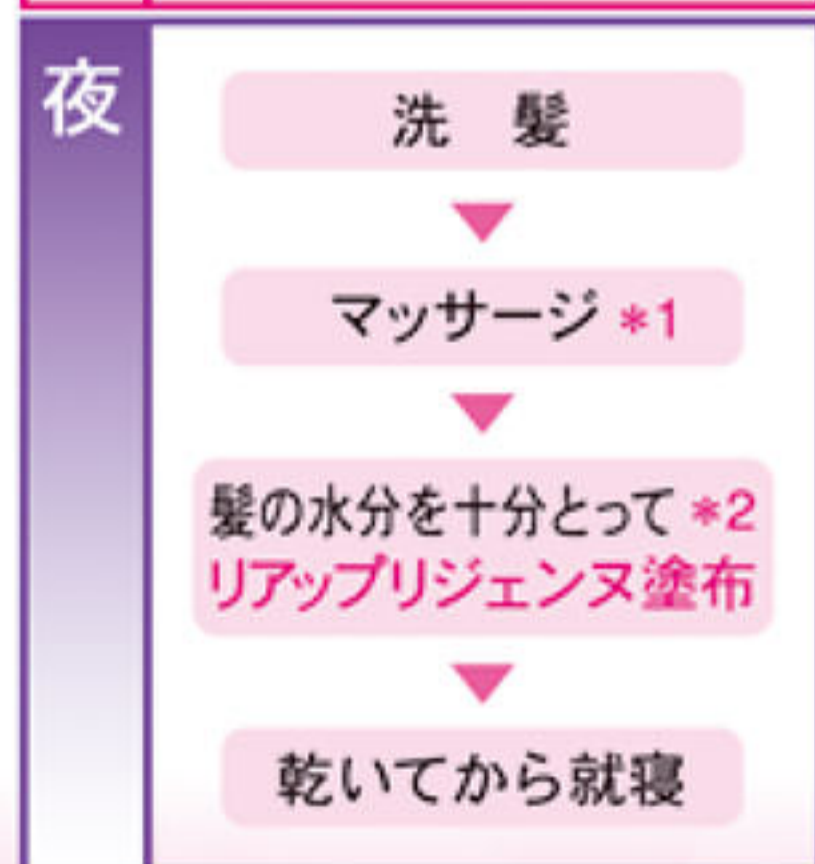 夜
洗　髪
マッサージ *1
髪の水分を十分とって *2
リアップリジェンヌ塗布
乾いてから就寝